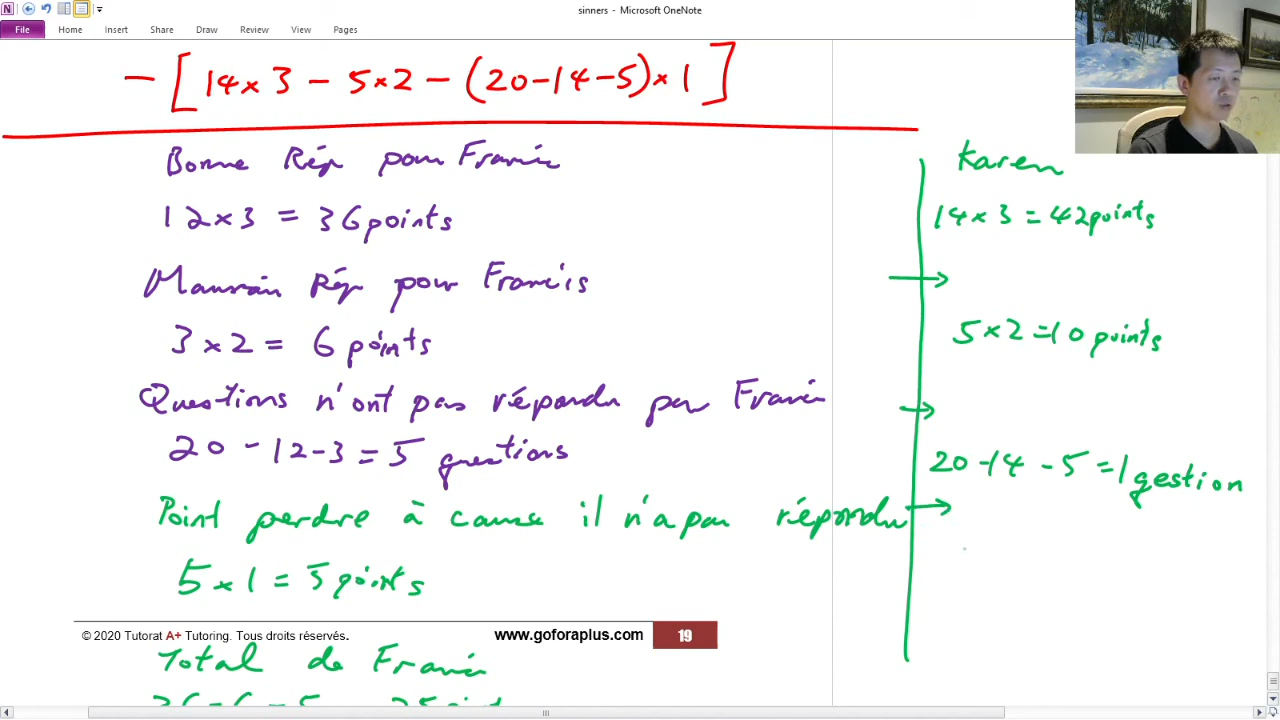 sinners - Microsoft OneNote
File Home Insert Share Draw Review View Pages
- [ 14 x 3 - 5 x 2 - (20-14-5) x 1 ]
Bonne Rép pour Francis
12 x 3 = 36 points
Mauvais Rép pour Francis
3 x 2 = 6 points
Questions n'ont pas répondu par Francis
20 - 12 - 3 = 5 questions
Point perdre à cause il n'a pas répondu
5 x 1 = 5 points
Karen
14 x 3 = 42 points
5 x 2 = 10 points
20 - 14 - 5 = 1 qestion
© 2020 Tutorat A+ Tutoring. Tous droits réservés. www.goforaplus.com 19
Total de Francis